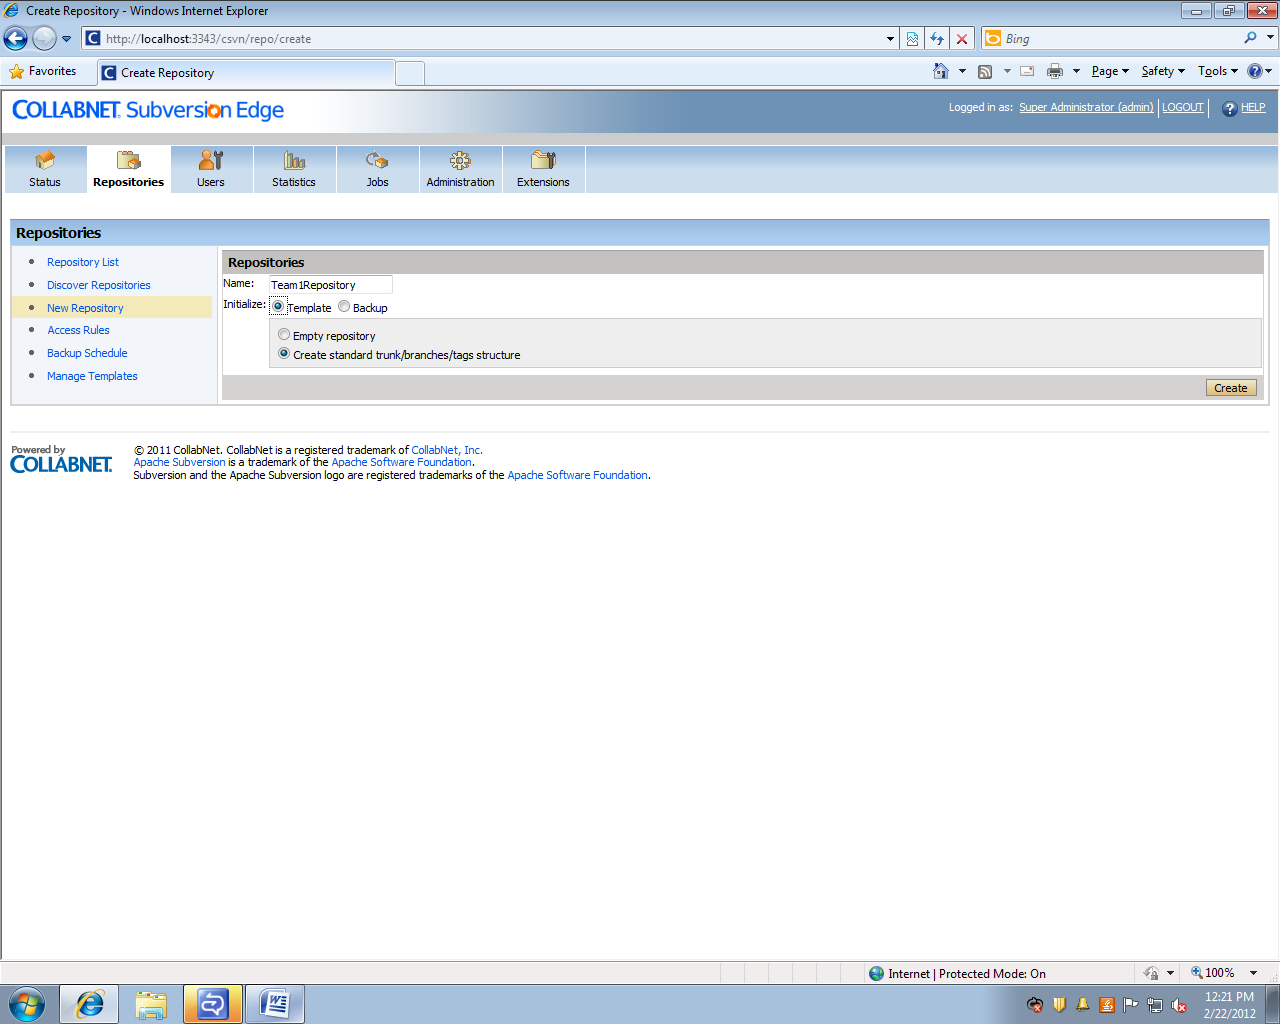 Create Repository - Windows Internet Explorer
http://localhost:3343/csvn/repo/create
Bing
Favorites
Create Repository
Page
Safety
Tools
COLLABNET Subversion Edge
Logged in as: Super Administrator (admin) LOGOUT HELP
Status
Repositories
Users
Statistics
Jobs
Administration
Extensions
Repositories
Repository List
Discover Repositories
New Repository
Access Rules
Backup Schedule
Manage Templates
Repositories
Name: Team1Repository
Initialize: Template Backup
Empty repository
Create standard trunk/branches/tags structure
Create
Powered by
COLLABNET.
© 2011 CollabNet. CollabNet is a registered trademark of CollabNet, Inc.
Apache Subversion is a trademark of the Apache Software Foundation.
Subversion and the Apache Subversion logo are registered trademarks of the Apache Software Foundation.
Internet | Protected Mode: On
100%
12:21 PM
2/22/2012